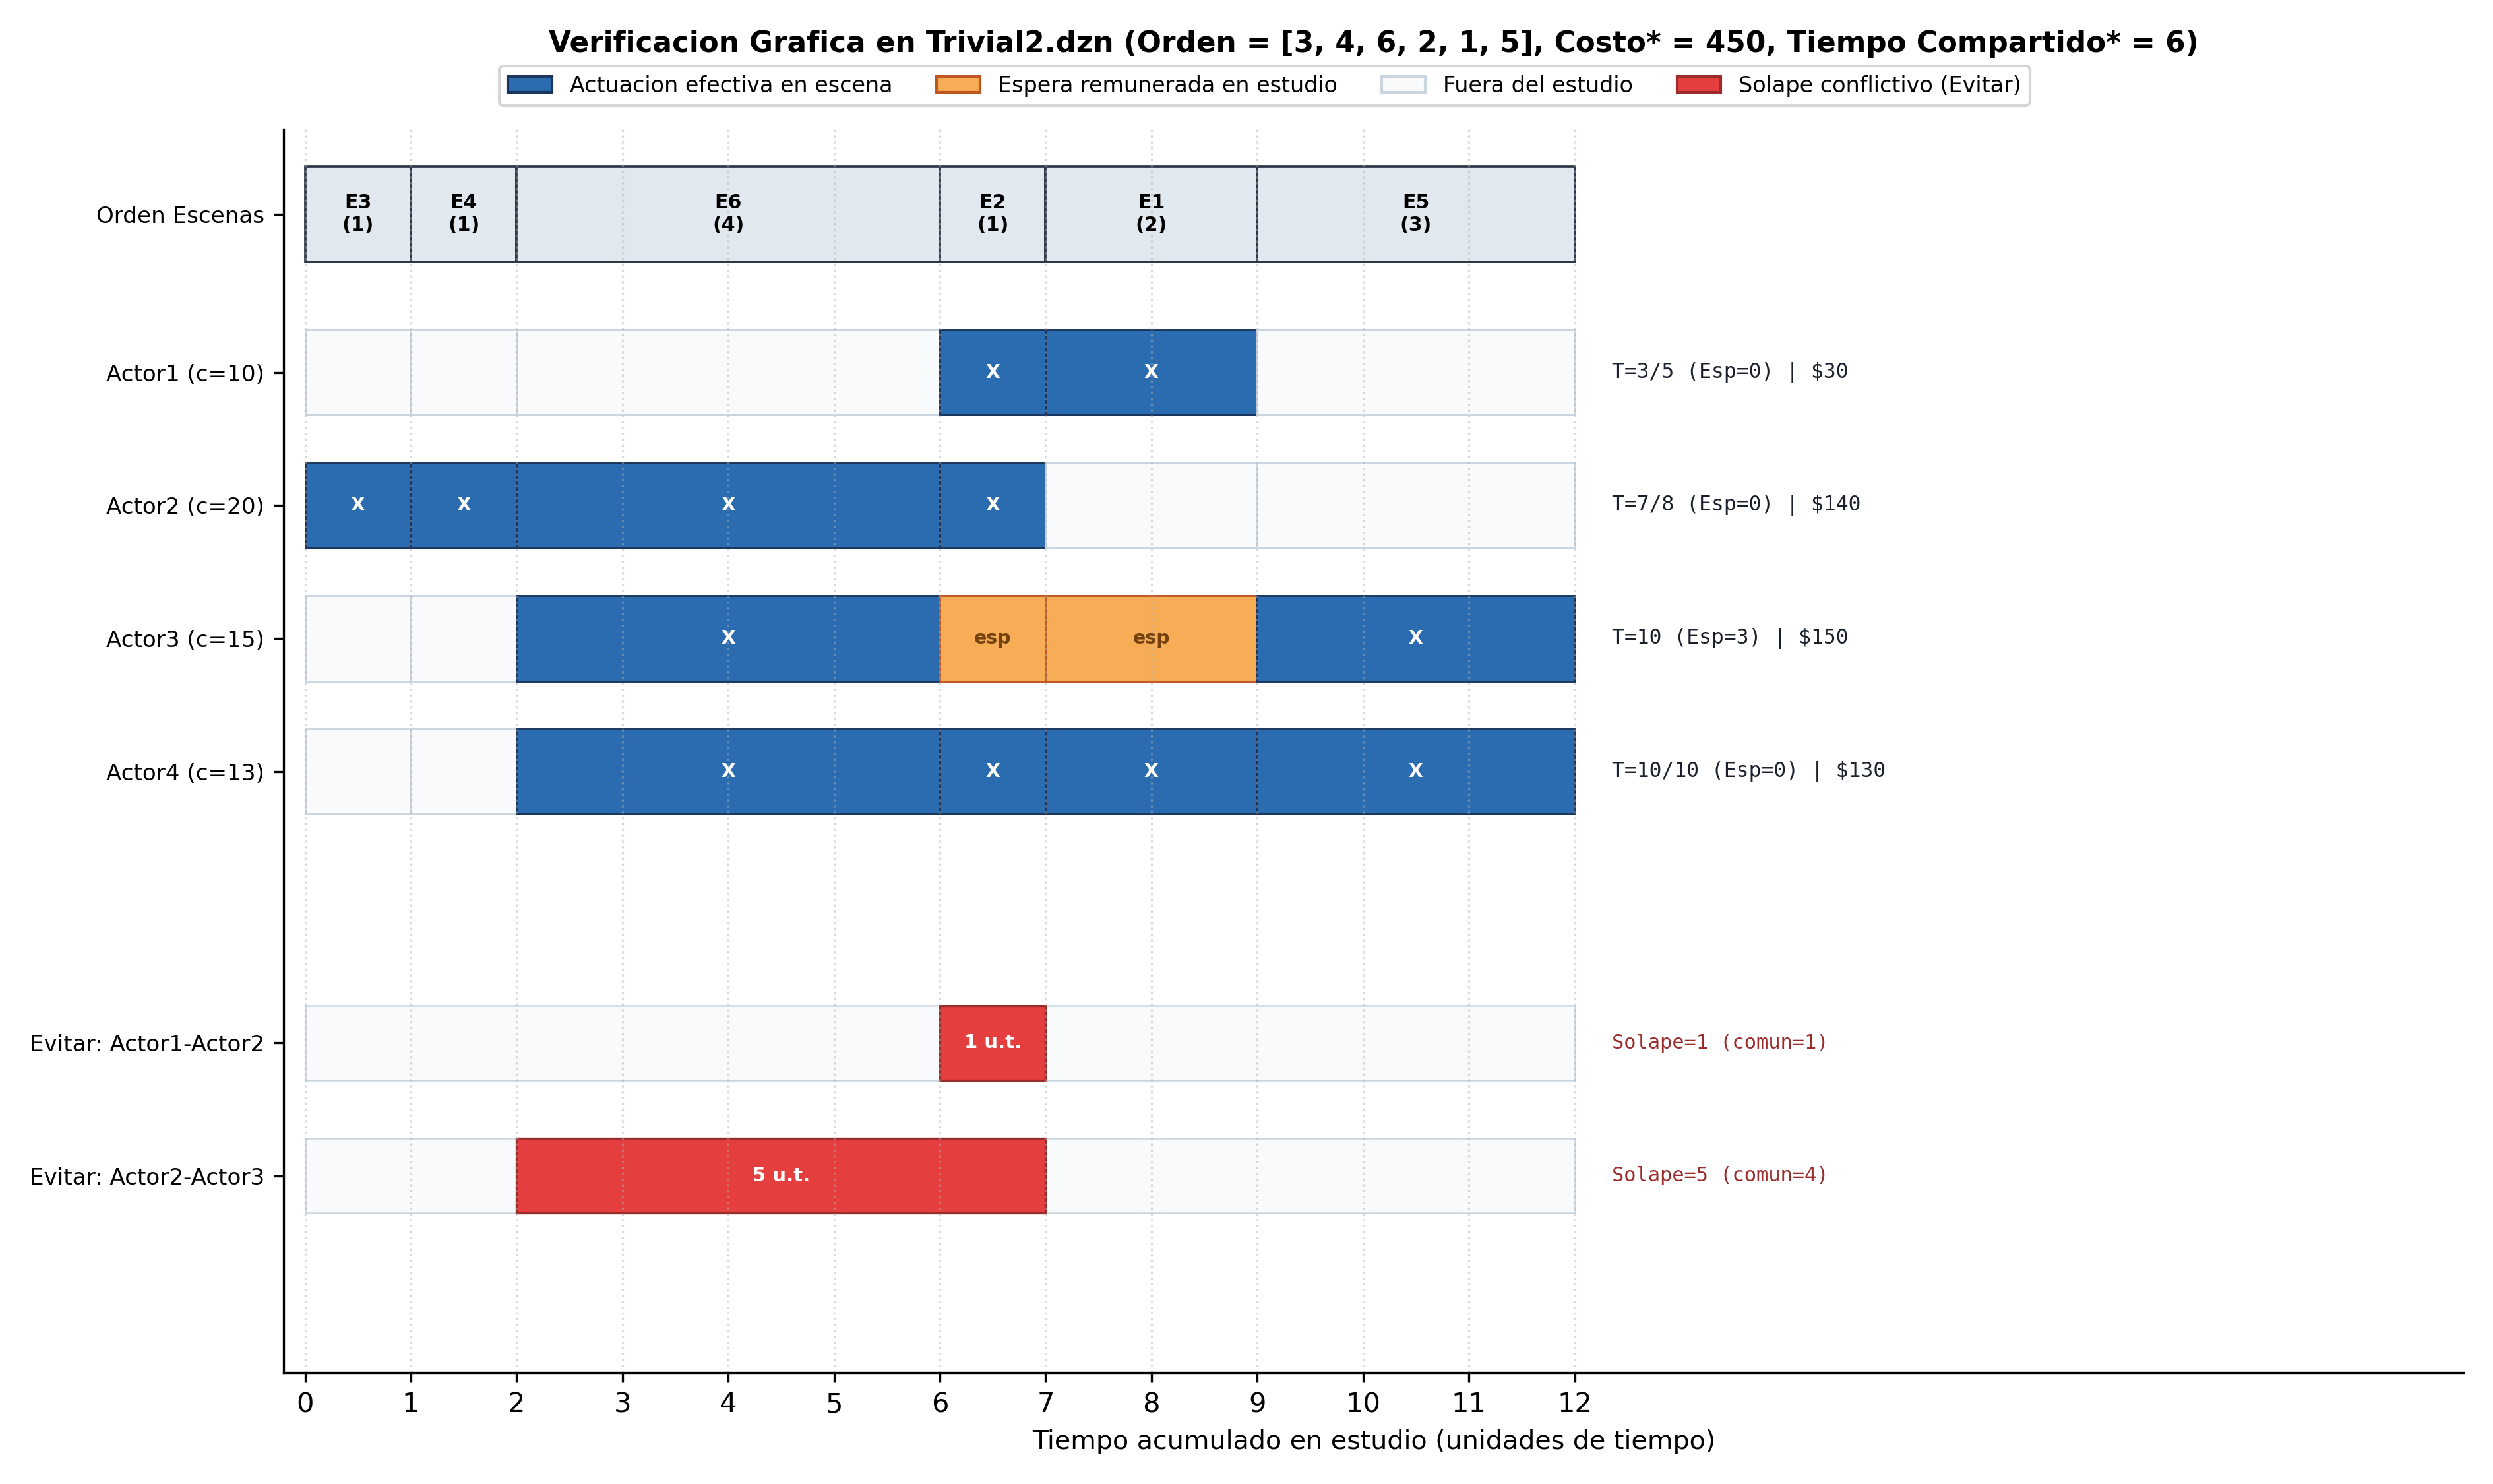 Verificacion Grafica en Trivial2.dzn (Orden = [3, 4, 6, 2, 1, 5], Costo* = 450, Tiempo Compartido* = 6)
Actuacion efectiva en escena
Espera remunerada en estudio
Fuera del estudio
Solape conflictivo (Evitar)
Orden Escenas
E3
(1)
E4
(1)
E6
(4)
E2
(1)
E1
(2)
E5
(3)
Actor1 (c=10)
X
X
T=3/5 (Esp=0) | $30
Actor2 (c=20)
X
X
X
X
T=7/8 (Esp=0) | $140
Actor3 (c=15)
X
esp
esp
X
T=10 (Esp=3) | $150
Actor4 (c=13)
X
X
X
X
T=10/10 (Esp=0) | $130
Evitar: Actor1-Actor2
1 u.t.
Solape=1 (comun=1)
Evitar: Actor2-Actor3
5 u.t.
Solape=5 (comun=4)
0 1 2 3 4 5 6 7 8 9 10 11 12
Tiempo acumulado en estudio (unidades de tiempo)